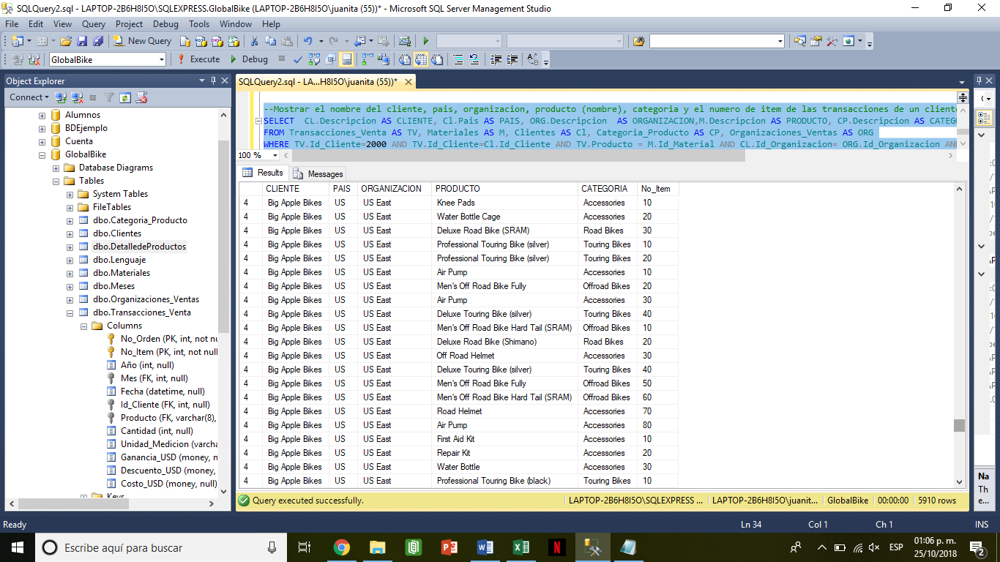 SQLQuery2.sql - LAPTOP-2B6H8I5O\SQLEXPRESS.GlobalBike (LAPTOP-2B6H8I5O\juanita (55))* - Microsoft SQL Server Management Studio
File Edit View Query Project Debug Tools Window Help
New Query
GlobalBike Execute Debug
Object Explorer
Connect
Alumnos
BDEjemplo
Cuenta
GlobalBike
Database Diagrams
Tables
System Tables
FileTables
dbo.Categoria_Producto
dbo.Clientes
dbo.DetalledeProductos
dbo.Lenguaje
dbo.Materiales
dbo.Meses
dbo.Organizaciones_Ventas
dbo.Transacciones_Venta
Columns
No_Orden (PK, int, not nu
No_Item (PK, int, not null
Año (int, null)
Mes (FK, int, null)
Fecha (datetime, null)
Id_Cliente (FK, int, null)
Producto (FK, varchar(8),
Cantidad (int, null)
Unidad_Medicion (varcha
Ganancia_USD (money, n
Descuento_USD (money,
Costo_USD (money, null)
Keys
SQLQuery2.sql - LA...H8I5O\juanita (55))*
--Mostrar el nombre del cliente, pais, organizacion, producto (nombre), categoria y el numero de item de las transacciones de un client
SELECT CL.Descripcion AS CLIENTE, Cl.Pais AS PAIS, ORG.Descripcion AS ORGANIZACION,M.Descripcion AS PRODUCTO, CP.Descripcion AS CATEG
FROM Transacciones_Venta AS TV, Materiales AS M, Clientes AS Cl, Categoria_Producto AS CP, Organizaciones_Ventas AS ORG
WHERE TV.Id_Cliente=2000 AND TV.Id_Cliente=Cl.Id_Cliente AND TV.Producto = M.Id_Material AND CL.Id_Organizacion= ORG.Id_Organizacion AN
100 %
Results Messages
CLIENTE PAIS ORGANIZACION PRODUCTO CATEGORIA No_Item
4 Big Apple Bikes US US East Knee Pads Accessories 10
4 Big Apple Bikes US US East Water Bottle Cage Accessories 20
4 Big Apple Bikes US US East Deluxe Road Bike (SRAM) Road Bikes 30
4 Big Apple Bikes US US East Professional Touring Bike (silver) Touring Bikes 10
4 Big Apple Bikes US US East Professional Touring Bike (silver) Touring Bikes 20
4 Big Apple Bikes US US East Air Pump Accessories 10
4 Big Apple Bikes US US East Men's Off Road Bike Fully Offroad Bikes 20
4 Big Apple Bikes US US East Air Pump Accessories 30
4 Big Apple Bikes US US East Deluxe Touring Bike (silver) Touring Bikes 40
4 Big Apple Bikes US US East Men's Off Road Bike Hard Tail (SRAM) Offroad Bikes 10
4 Big Apple Bikes US US East Deluxe Road Bike (Shimano) Road Bikes 20
4 Big Apple Bikes US US East Off Road Helmet Accessories 30
4 Big Apple Bikes US US East Deluxe Touring Bike (silver) Touring Bikes 40
4 Big Apple Bikes US US East Men's Off Road Bike Fully Offroad Bikes 50
4 Big Apple Bikes US US East Men's Off Road Bike Hard Tail (SRAM) Offroad Bikes 60
4 Big Apple Bikes US US East Road Helmet Accessories 70
4 Big Apple Bikes US US East Air Pump Accessories 80
4 Big Apple Bikes US US East First Aid Kit Accessories 10
4 Big Apple Bikes US US East Repair Kit Accessories 20
4 Big Apple Bikes US US East Water Bottle Accessories 30
4 Big Apple Bikes US US East Professional Touring Bike (black) Touring Bikes 10
Query executed successfully. LAPTOP-2B6H8I5O\SQLEXPRESS ... LAPTOP-2B6H8I5O\juanit... GlobalBike 00:00:00 5910 rows
Na
Th
e...
Ready Ln 34 Col 1 Ch 1 INS
Escribe aquí para buscar
ESP
01:06 p. m.
25/10/2018
2